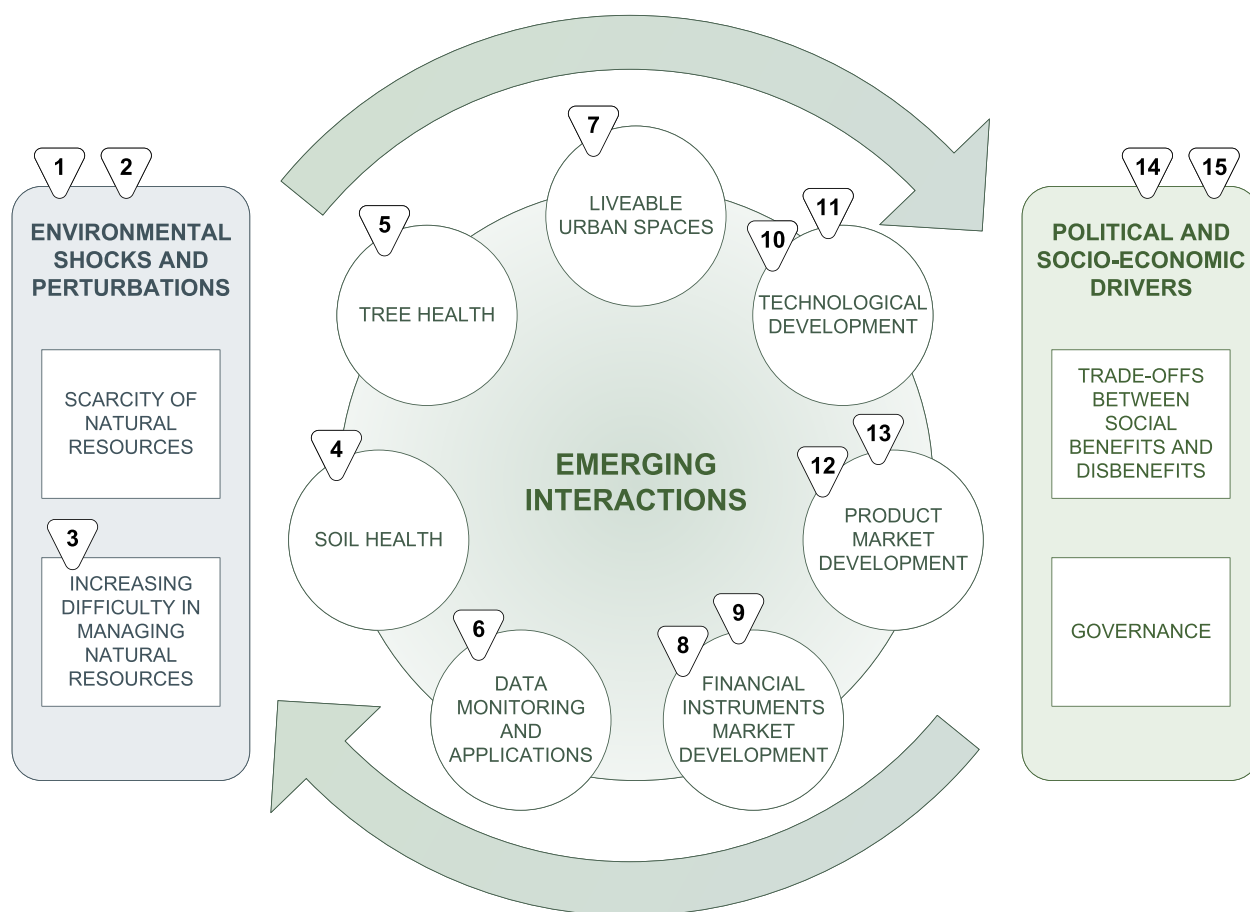 1
2
ENVIRONMENTAL
SHOCKS AND
PERTURBATIONS
SCARCITY OF
NATURAL
RESOURCES
3
INCREASING
DIFFICULTY IN
MANAGING
NATURAL
RESOURCES
7
LIVEABLE
URBAN SPACES
5
TREE HEALTH
10
11
TECHNOLOGICAL
DEVELOPMENT
EMERGING
INTERACTIONS
4
SOIL HEALTH
12
13
PRODUCT
MARKET
DEVELOPMENT
6
DATA
MONITORING
AND
APPLICATIONS
8
9
FINANCIAL
INSTRUMENTS
MARKET
DEVELOPMENT
14
15
POLITICAL AND
SOCIO-ECONOMIC
DRIVERS
TRADE-OFFS
BETWEEN
SOCIAL
BENEFITS AND
DISBENEFITS
GOVERNANCE